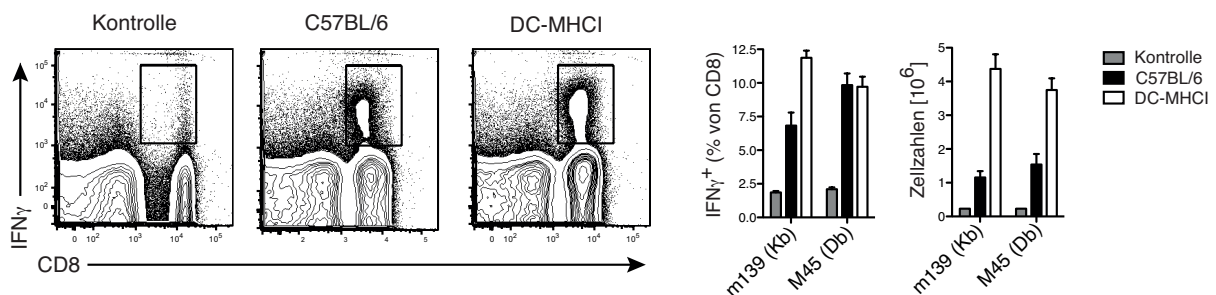 Kontrolle
C57BL/6
DC-MHCI
IFNγ
10⁵
10⁴
10³
10²
0
0 10² 10³ 10⁴ 10⁵
0 10² 3 4 5
0 10² 10³ 10⁴ 10⁵
CD8
IFNγ⁺ (% von CD8)
12.5
10.0
7.5
5.0
2.5
0.0
m139 (Kb)
M45 (Db)
Zellzahlen [10⁶]
5
4
3
2
1
0
m139 (Kb)
M45 (Db)
Kontrolle
C57BL/6
DC-MHCI